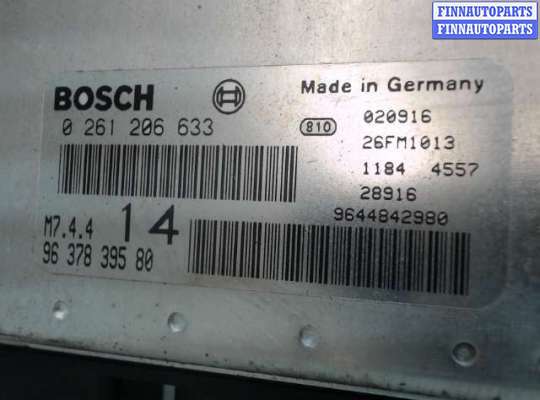 FINNAUTOPARTS
FINNAUTOPARTS
BOSCH
Made in Germany
0 261 206 633
810
020916
26FM1013
1184 4557
28916
9644842980
M7.4.4
14
96 378 395 80